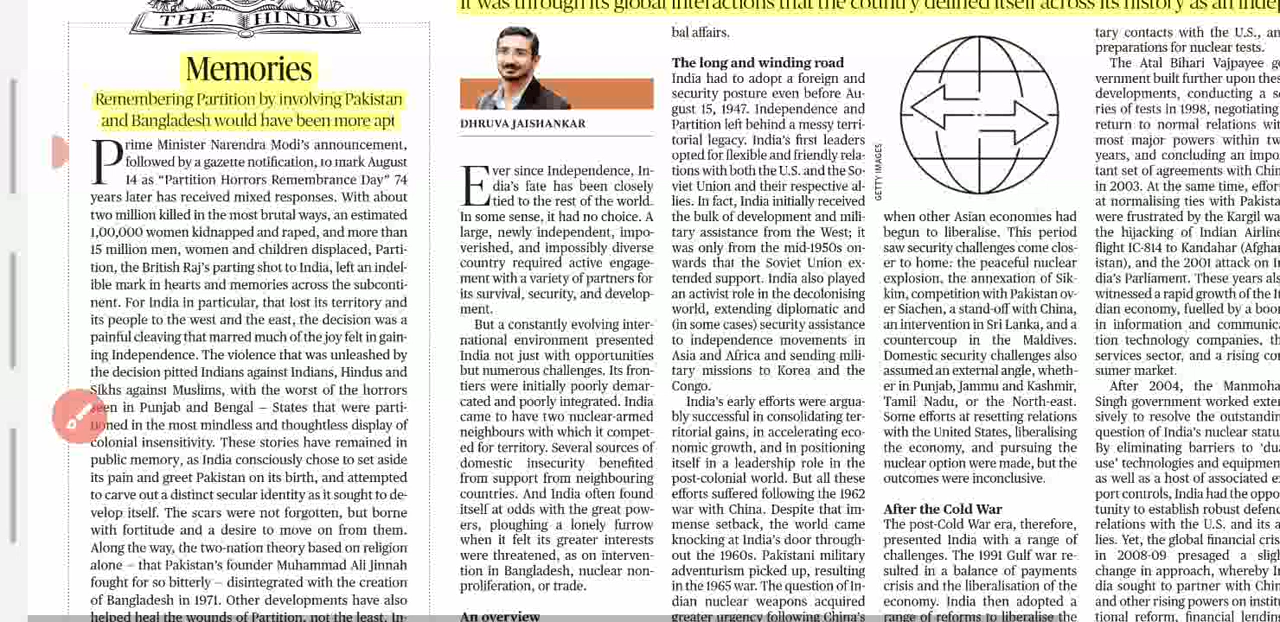 THE HINDU
Memories
Remembering Partition by involving Pakistan
and Bangladesh would have been more apt
Prime Minister Narendra Modi's announcement,
followed by a gazette notification, to mark August
14 as "Partition Horrors Remembrance Day" 74
years later has received mixed responses. With about
two million killed in the most brutal ways, an estimated
1,00,000 women kidnapped and raped, and more than
15 million men, women and children displaced, Parti-
tion, the British Raj's parting shot to India, left an indel-
ible mark in hearts and memories across the subconti-
nent. For India in particular, that lost its territory and
its people to the west and the east, the decision was a
painful cleaving that marred much of the joy felt in gain-
ing Independence. The violence that was unleashed by
the decision pitted Indians against Indians, Hindus and
Sikhs against Muslims, with the worst of the horrors
seen in Punjab and Bengal – States that were parti-
tioned in the most mindless and thoughtless display of
colonial insensitivity. These stories have remained in
public memory, as India consciously chose to set aside
its pain and greet Pakistan on its birth, and attempted
to carve out a distinct secular identity as it sought to de-
velop itself. The scars were not forgotten, but borne
with fortitude and a desire to move on from them.
Along the way, the two-nation theory based on religion
alone – that Pakistan's founder Muhammad Ali Jinnah
fought for so bitterly – disintegrated with the creation
of Bangladesh in 1971. Other developments have also
helped heal the wounds of Partition, not the least, In-
It was through its global interactions that the country defined itself across its history as an
DHRUVA JAISHANKAR
Ever since Independence, In-
dia's fate has been closely
tied to the rest of the world.
In some sense, it had no choice. A
large, newly independent, impo-
verished, and impossibly diverse
country required active engage-
ment with a variety of partners for
its survival, security, and develop-
ment.
But a constantly evolving inter-
national environment presented
India not just with opportunities
but numerous challenges. Its fron-
tiers were initially poorly demar-
cated and poorly integrated. India
came to have two nuclear-armed
neighbours with which it compet-
ed for territory. Several sources of
domestic insecurity benefited
from support from neighbouring
countries. And India often found
itself at odds with the great pow-
ers, ploughing a lonely furrow
when it felt its greater interests
were threatened, as on interven-
tion in Bangladesh, nuclear non-
proliferation, or trade.
An overview
bal affairs.
The long and winding road
India had to adopt a foreign and
security posture even before Au-
gust 15, 1947. Independence and
Partition left behind a messy terri-
torial legacy. India's first leaders
opted for flexible and friendly rela-
tions with both the U.S. and the So-
viet Union and their respective al-
lies. In fact, India initially received
the bulk of development and mili-
tary assistance from the West; it
was only from the mid-1950s on-
wards that the Soviet Union ex-
tended support. India also played
an activist role in the decolonising
world, extending diplomatic and
(in some cases) security assistance
to independence movements in
Asia and Africa and sending mili-
tary missions to Korea and the
Congo.
India's early efforts were argua-
bly successful in consolidating ter-
ritorial gains, in accelerating eco-
nomic growth, and in positioning
itself in a leadership role in the
post-colonial world. But all these
efforts suffered following the 1962
war with China. Despite that im-
mense setback, the world came
knocking at India's door through-
out the 1960s. Pakistani military
adventurism picked up, resulting
in the 1965 war. The question of In-
dian nuclear weapons acquired
greater urgency following China's
GETTY IMAGES
when other Asian economies had
begun to liberalise. This period
saw security challenges come clos-
er to home: the peaceful nuclear
explosion, the annexation of Sik-
kim, competition with Pakistan ov-
er Siachen, a stand-off with China,
an intervention in Sri Lanka, and a
countercoup in the Maldives.
Domestic security challenges also
assumed an external angle, wheth-
er in Punjab, Jammu and Kashmir,
Tamil Nadu, or the North-east.
Some efforts at resetting relations
with the United States, liberalising
the economy, and pursuing the
nuclear option were made, but the
outcomes were inconclusive.
After the Cold War
The post-Cold War era, therefore,
presented India with a range of
challenges. The 1991 Gulf war re-
sulted in a balance of payments
crisis and the liberalisation of the
economy. India then adopted a
range of reforms to liberalise the
tary contacts with the U.S., an
preparations for nuclear tests.
The Atal Bihari Vajpayee g
vernment built further upon thes
developments, conducting a s
ries of tests in 1998, negotiating
return to normal relations wit
most major powers within tw
years, and concluding an impo
tant set of agreements with Chin
in 2003. At the same time, effor
at normalising ties with Pakista
were frustrated by the Kargil wa
the hijacking of Indian Airline
flight IC-814 to Kandahar (Afghan
istan), and the 2001 attack on In
dia's Parliament. These years als
witnessed a rapid growth of the I
dian economy, fuelled by a boo
in information and communic
tion technology companies, th
services sector, and a rising co
sumer market.
After 2004, the Manmoha
Singh government worked exten
sively to resolve the outstandin
question of India's nuclear statu
By eliminating barriers to 'du
use' technologies and equipmen
as well as a host of associated e
port controls, India had the oppo
tunity to establish robust defenc
relations with the U.S. and its a
lies. Yet, the global financial cris
in 2008-09 presaged a sligh
change in approach, whereby In
dia sought to partner with Chin
and other rising powers on institu
tional reform, financial lending